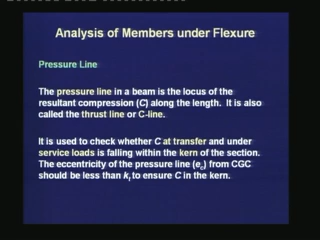 Analysis of Members under Flexure
Pressure Line
The pressure line in a beam is the locus of the
resultant compression (C) along the length. It is also
called the thrust line or C-line.
It is used to check whether C at transfer and under
service loads is falling within the kern of the section.
The eccentricity of the pressure line (ec) from CGC
should be less than kt to ensure C in the kern.